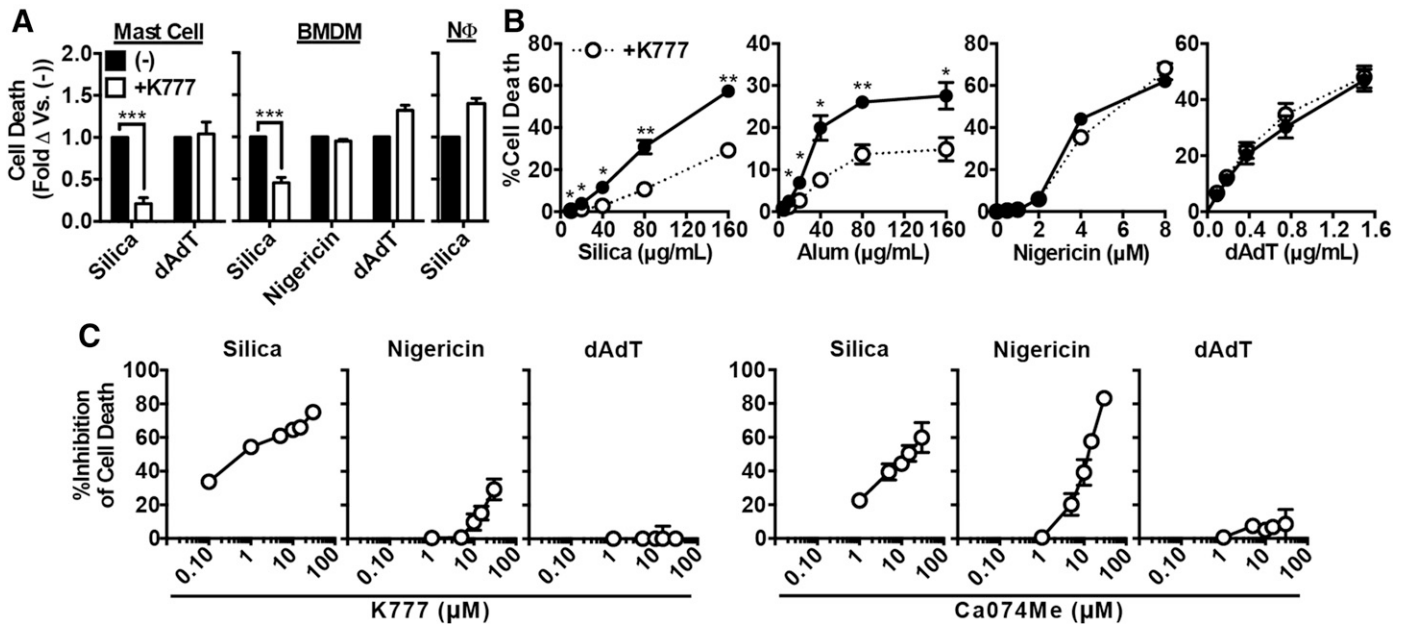 A
Mast Cell
BMDM
NΦ
Cell Death
(Fold Δ Vs. (-))
2.0
1.5
1.0
0.5
0.0
(-)
+K777
***
***
Silica
dAdT
Silica
Nigericin
dAdT
Silica
B
%Cell Death
80
60
40
20
0
+K777
* * * ** **
0 40 80 120 160
Silica (µg/mL)
40
30
20
10
0
* * * ** *
0 40 80 120 160
Alum (µg/mL)
80
60
40
20
0
0 2 4 6 8
Nigericin (µM)
60
40
20
0
0.0 0.4 0.8 1.2 1.6
dAdT (µg/mL)
C
Silica
Nigericin
dAdT
%Inhibition
of Cell Death
100
80
60
40
20
0
0.10 1 10 100
0.10 1 10 100
0.10 1 10 100
K777 (µM)
Silica
Nigericin
dAdT
100
80
60
40
20
0
0.10 1 10 100
0.10 1 10 100
0.10 1 10 100
Ca074Me (µM)